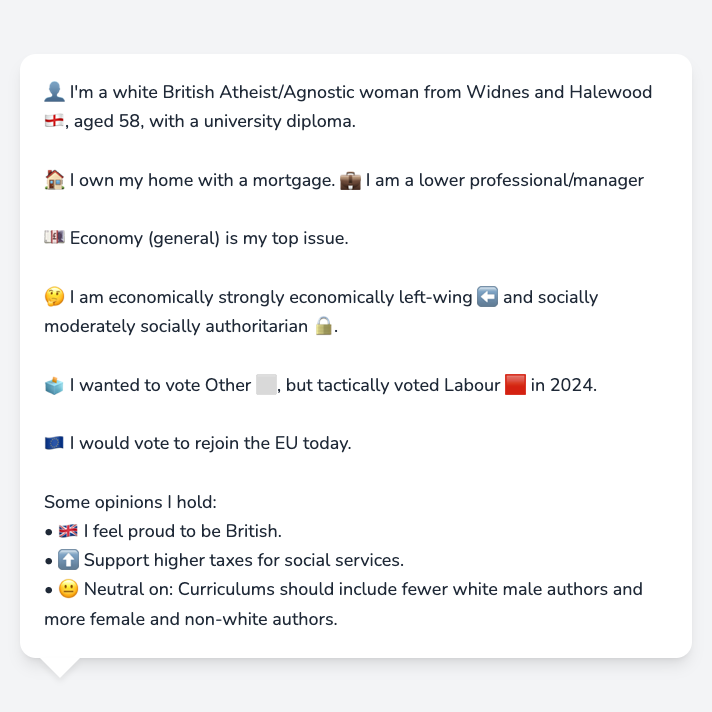 👤 I'm a white British Atheist/Agnostic woman from Widnes and Halewood
🏴󠁧󠁢󠁥󠁮󠁧󠁿, aged 58, with a university diploma.
🏠 I own my home with a mortgage. 💼 I am a lower professional/manager
💷 Economy (general) is my top issue.
🤔 I am economically strongly economically left-wing ⬅️ and socially
moderately socially authoritarian 🔒.
🗳️ I wanted to vote Other ⬜, but tactically voted Labour 🟥 in 2024.
🇪🇺 I would vote to rejoin the EU today.
Some opinions I hold:
• 🇬🇧 I feel proud to be British.
• ⬆️ Support higher taxes for social services.
• 😐 Neutral on: Curriculums should include fewer white male authors and
more female and non-white authors.